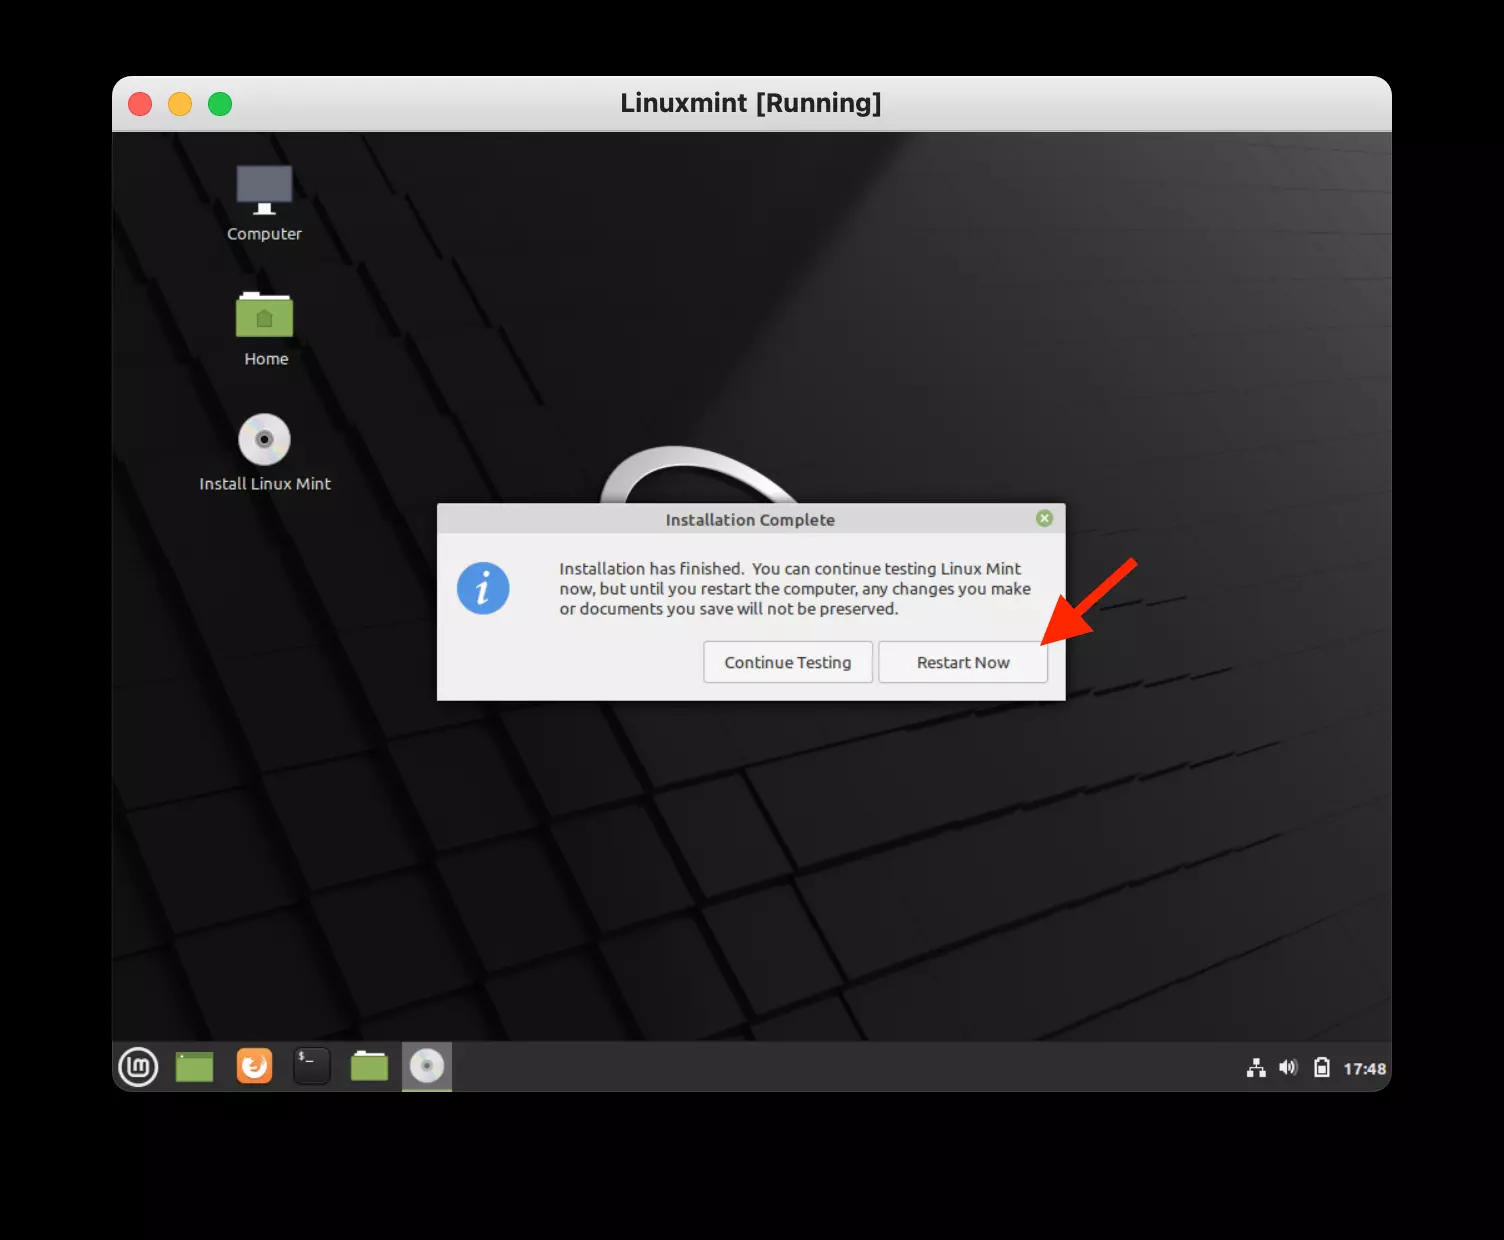 Linuxmint [Running]
Computer
Home
Install Linux Mint
Installation Complete
Installation has finished.  You can continue testing Linux Mint
now, but until you restart the computer, any changes you make
or documents you save will not be preserved.
Continue Testing
Restart Now
$_
17:48